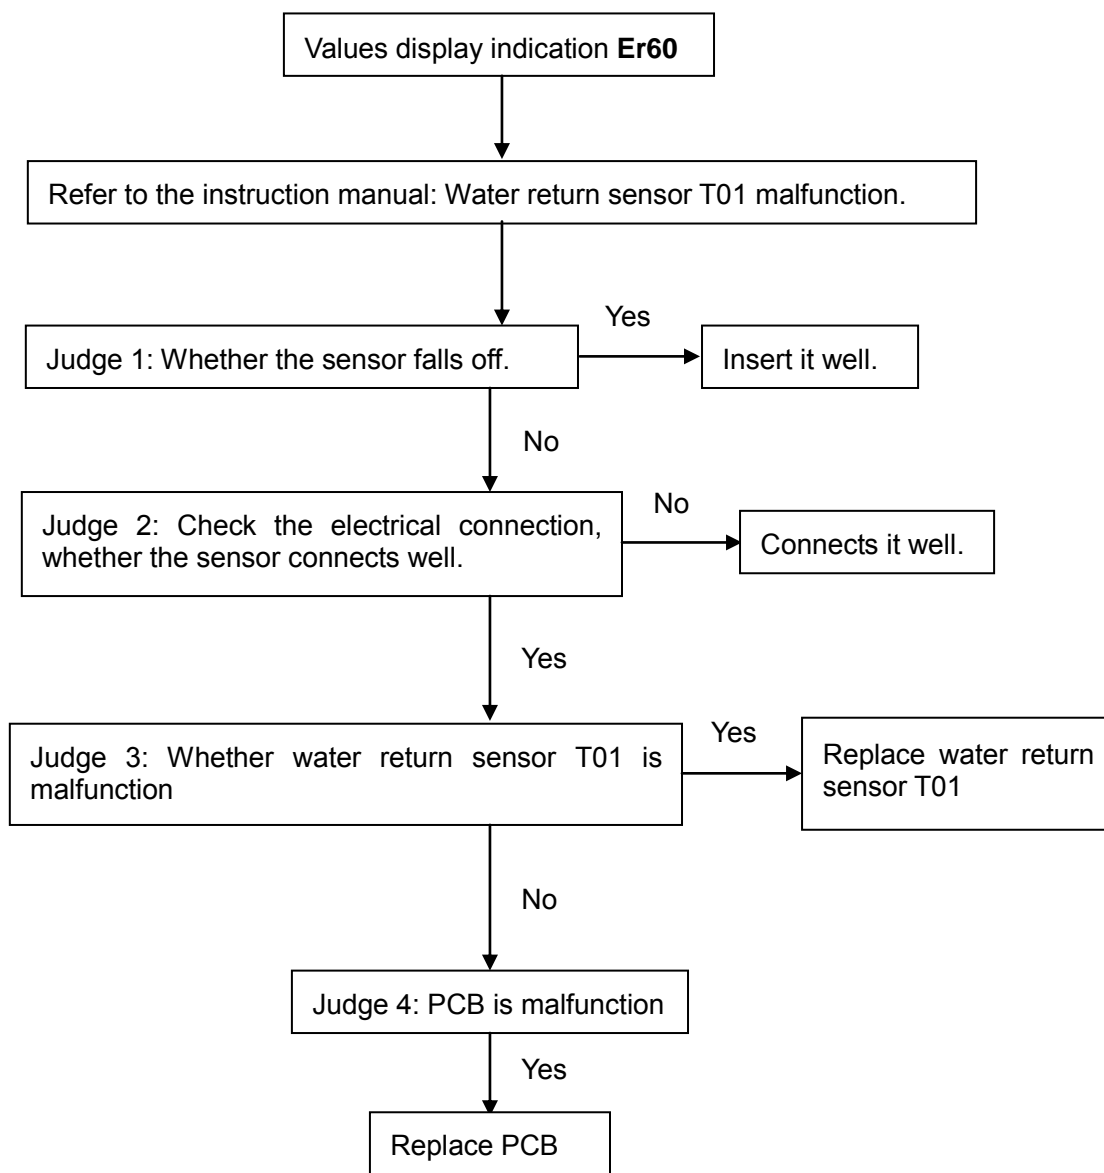 Values display indication Er60
Refer to the instruction manual: Water return sensor T01 malfunction.
Yes
Judge 1: Whether the sensor falls off.
Insert it well.
No
Judge 2: Check the electrical connection,
whether the sensor connects well.
No
Connects it well.
Yes
Judge 3: Whether water return sensor T01 is
malfunction
Yes
Replace water return
sensor T01
No
Judge 4: PCB is malfunction
Yes
Replace PCB